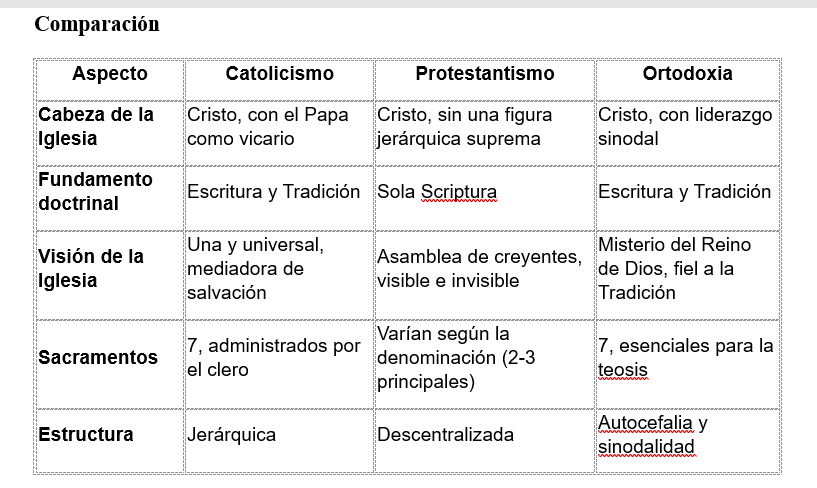 Comparación
Aspecto Catolicismo Protestantismo Ortodoxia
Cabeza de la Iglesia
Cristo, con el Papa como vicario
Cristo, sin una figura jerárquica suprema
Cristo, con liderazgo sinodal
Fundamento doctrinal
Escritura y Tradición
Sola Scriptura
Escritura y Tradición
Visión de la Iglesia
Una y universal, mediadora de salvación
Asamblea de creyentes, visible e invisible
Misterio del Reino de Dios, fiel a la Tradición
Sacramentos
7, administrados por el clero
Varían según la denominación (2-3 principales)
7, esenciales para la teosis
Estructura
Jerárquica
Descentralizada
Autocefalia y sinodalidad